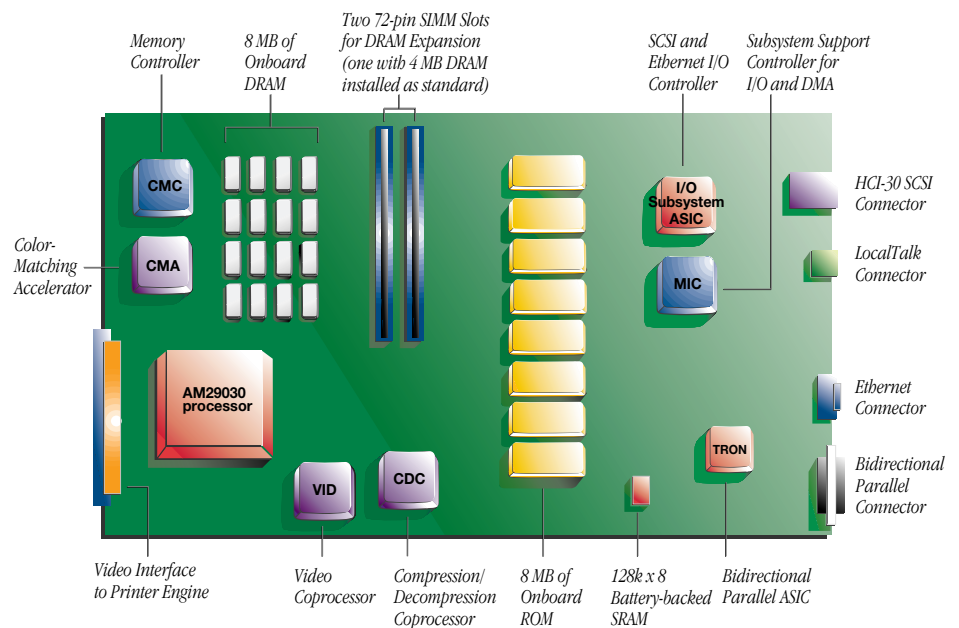 Memory
Controller
8 MB of
Onboard
DRAM
Two 72-pin SIMM Slots
for DRAM Expansion
(one with 4 MB DRAM
installed as standard)
SCSI and
Ethernet I/O
Controller
Subsystem Support
Controller for
I/O and DMA
CMC
I/O
Subsystem
ASIC
HCI-30 SCSI
Connector
Color-
Matching
Accelerator
CMA
MIC
LocalTalk
Connector
AM29030
processor
Ethernet
Connector
VID
CDC
TRON
Bidirectional
Parallel
Connector
Video Interface
to Printer Engine
Video
Coprocessor
Compression/
Decompression
Coprocessor
8 MB of
Onboard
ROM
128k x 8
Battery-backed
SRAM
Bidirectional
Parallel ASIC